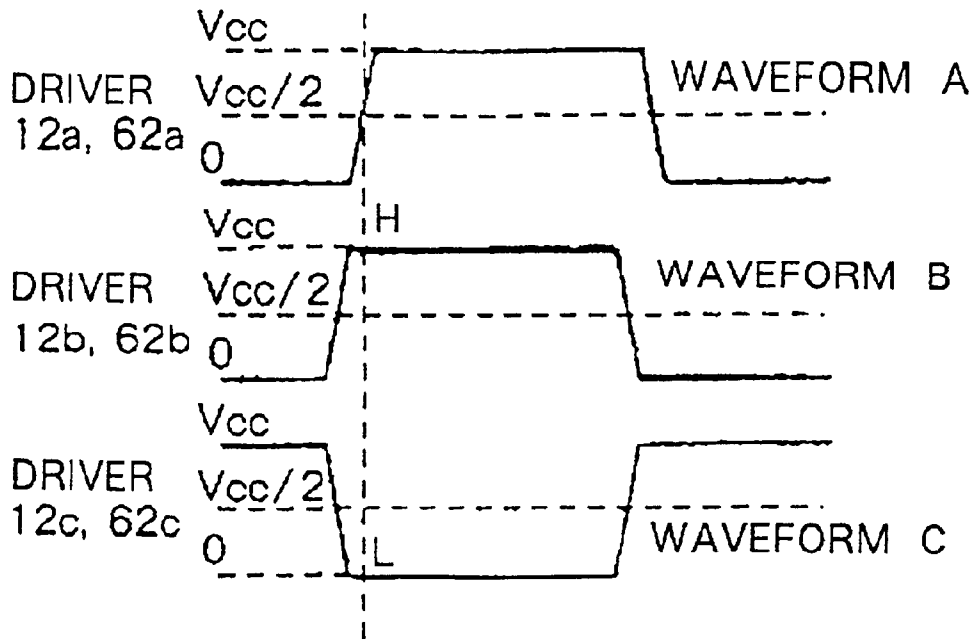 Vcc
DRIVER
12a, 62a
Vcc/2
0
WAVEFORM A
Vcc
H
DRIVER
12b, 62b
Vcc/2
0
WAVEFORM B
Vcc
DRIVER
12c, 62c
Vcc/2
0
L
WAVEFORM C